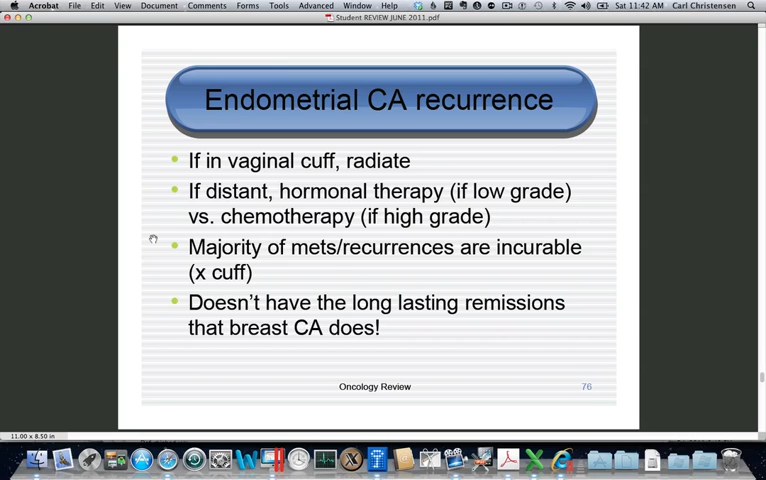 Acrobat File Edit View Document Comments Forms Tools Advanced Window Help Sat 11:42 AM Carl Christensen
Student REVIEW JUNE 2011.pdf
Endometrial CA recurrence
If in vaginal cuff, radiate
If distant, hormonal therapy (if low grade)
vs. chemotherapy (if high grade)
Majority of mets/recurrences are incurable
(x cuff)
Doesn't have the long lasting remissions
that breast CA does!
Oncology Review 76
11.00 x 8.50 in